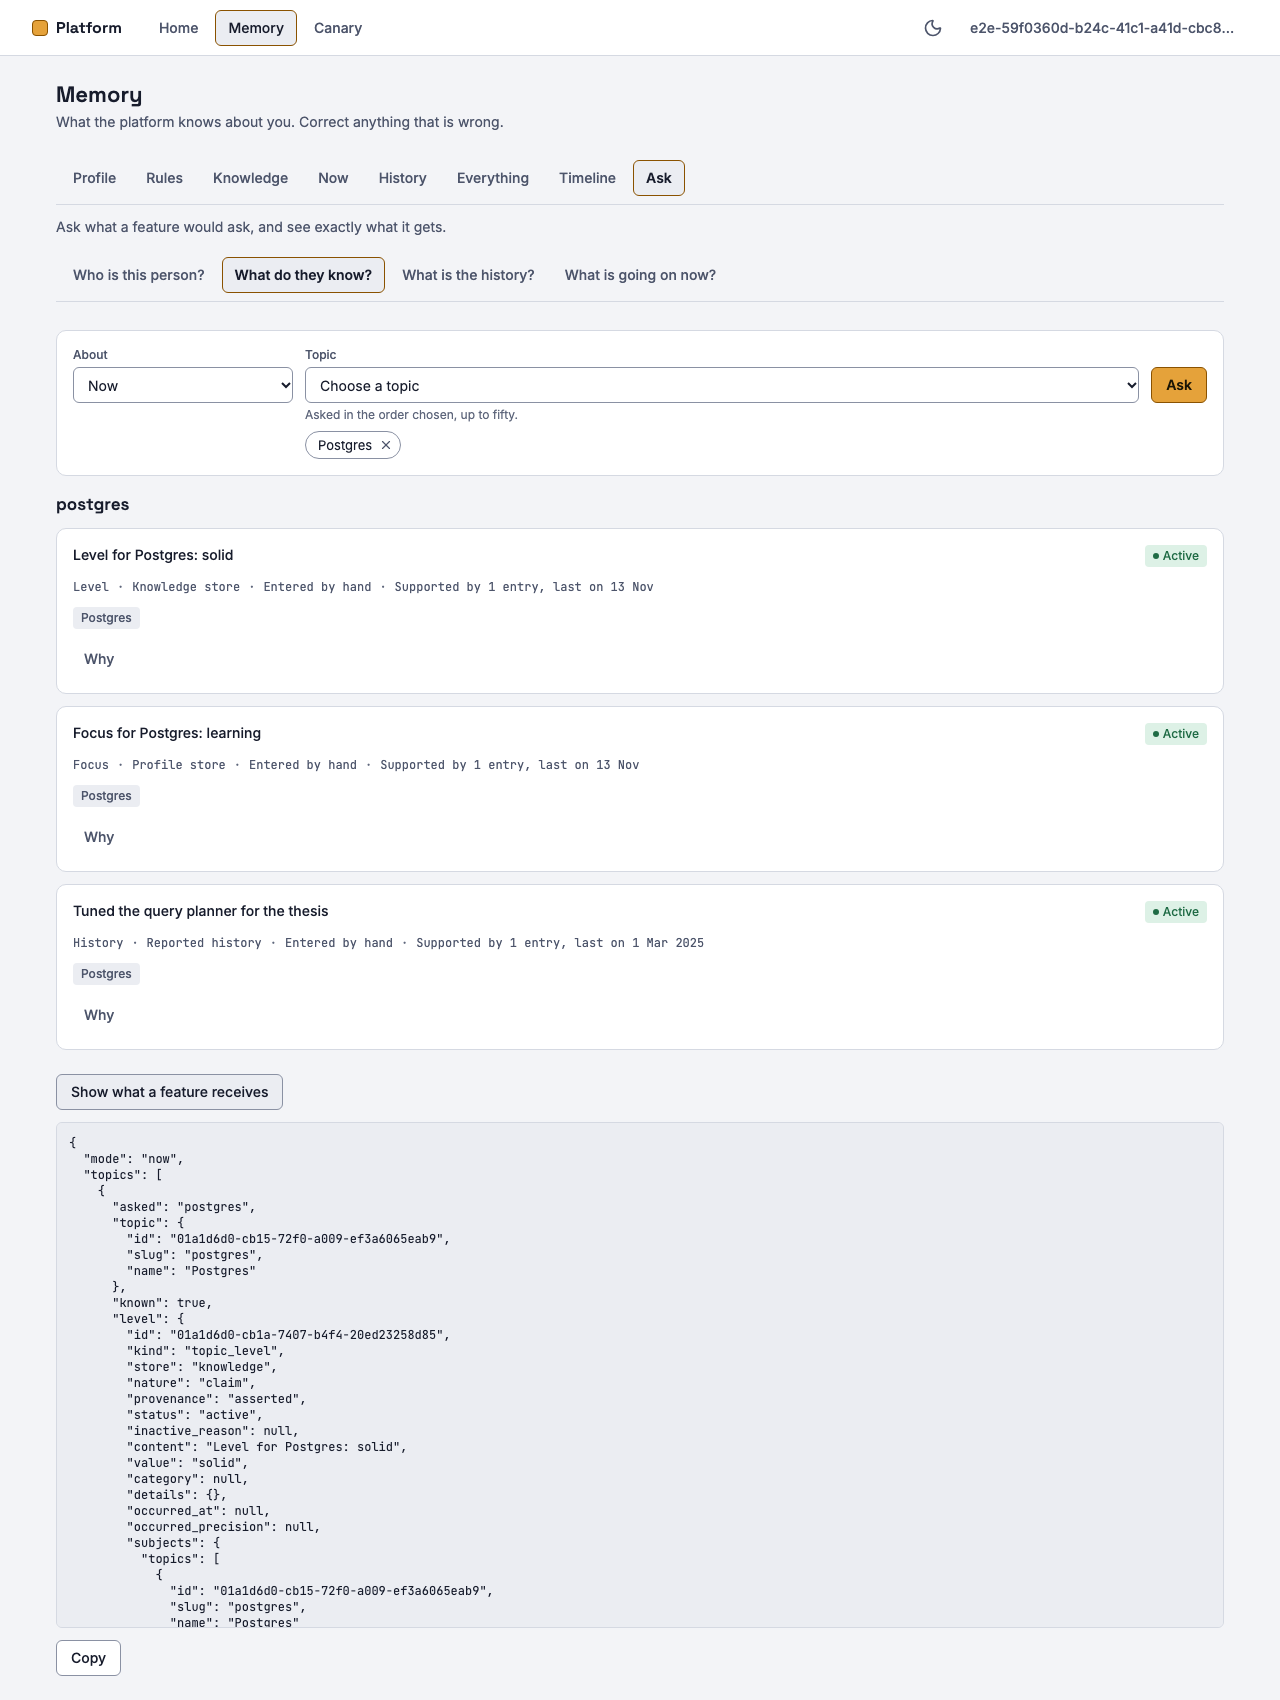 Platform
Home
Memory
Canary
e2e-59f0360d-b24c-41c1-a41d-cbc8...
Memory
What the platform knows about you. Correct anything that is wrong.
Profile
Rules
Knowledge
Now
History
Everything
Timeline
Ask
Ask what a feature would ask, and see exactly what it gets.
Who is this person?
What do they know?
What is the history?
What is going on now?
About
Topic
Now
Choose a topic
Ask
Asked in the order chosen, up to fifty.
Postgres ×
postgres
Level for Postgres: solid
Active
Level · Knowledge store · Entered by hand · Supported by 1 entry, last on 13 Nov
Postgres
Why
Focus for Postgres: learning
Active
Focus · Profile store · Entered by hand · Supported by 1 entry, last on 13 Nov
Postgres
Why
Tuned the query planner for the thesis
Active
History · Reported history · Entered by hand · Supported by 1 entry, last on 1 Mar 2025
Postgres
Why
Show what a feature receives
{
  "mode": "now",
  "topics": [
    {
      "asked": "postgres",
      "topic": {
        "id": "01a1d6d0-cb15-72f0-a009-ef3a6065eab9",
        "slug": "postgres",
        "name": "Postgres"
      },
      "known": true,
      "level": {
        "id": "01a1d6d0-cb1a-7407-b4f4-20ed23258d85",
        "kind": "topic_level",
        "store": "knowledge",
        "nature": "claim",
        "provenance": "asserted",
        "status": "active",
        "inactive_reason": null,
        "content": "Level for Postgres: solid",
        "value": "solid",
        "category": null,
        "details": {},
        "occurred_at": null,
        "occurred_precision": null,
        "subjects": {
          "topics": [
            {
              "id": "01a1d6d0-cb15-72f0-a009-ef3a6065eab9",
              "slug": "postgres",
              "name": "Postgres"
Copy